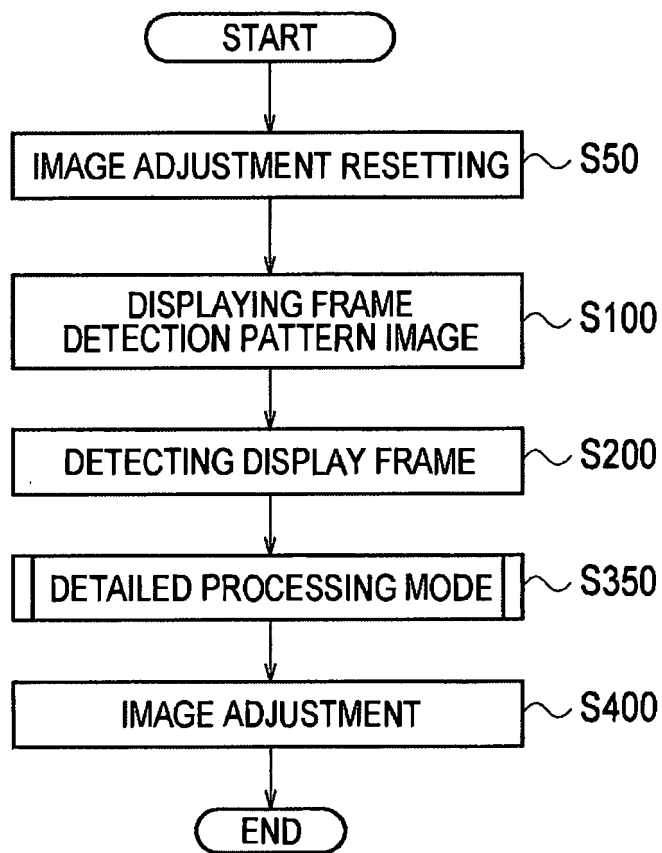 START
IMAGE ADJUSTMENT RESETTING S50
DISPLAYING FRAME
DETECTION PATTERN IMAGE S100
DETECTING DISPLAY FRAME S200
DETAILED PROCESSING MODE S350
IMAGE ADJUSTMENT S400
END